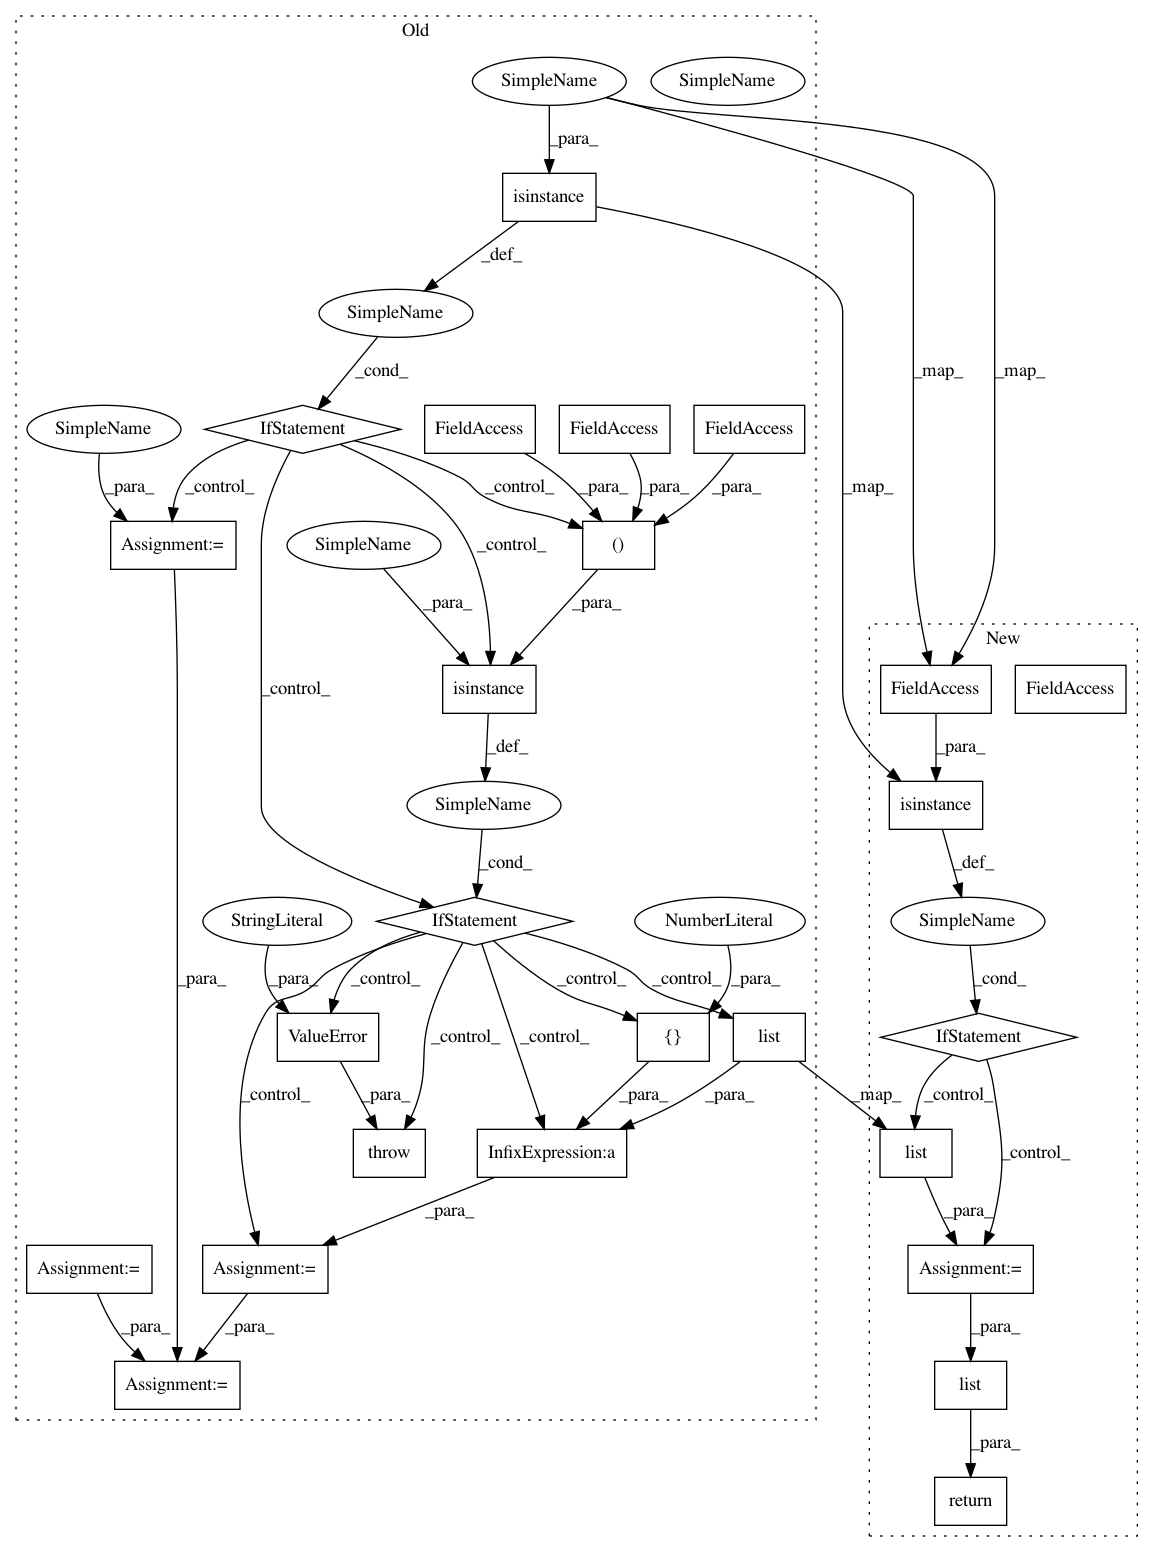 Old
SimpleName
SimpleName
_para_
isinstance
_def_
SimpleName
_cond_
_map_
_map_
SimpleName
IfStatement
FieldAccess
FieldAccess
FieldAccess
_para_
_control_
_control_
_para_
_para_
_para_
_map_
Assignment:=
SimpleName
_control_
()
_para_
_para_
New
_control_
isinstance
FieldAccess
FieldAccess
_def_
_para_
SimpleName
isinstance
_cond_
_def_
StringLiteral
IfStatement
NumberLiteral
SimpleName
_para_
_para_
_control_
_control_
_control_
_para_
_cond_
ValueError
_control_
_control_
{}
list
IfStatement
_control_
_para_
_para_
_para_
_map_
_control_
throw
InfixExpression:a
list
_control_
_para_
_para_
Assignment:=
Assignment:=
Assignment:=
_para_
_para_
_para_
Assignment:=
list
_para_
return